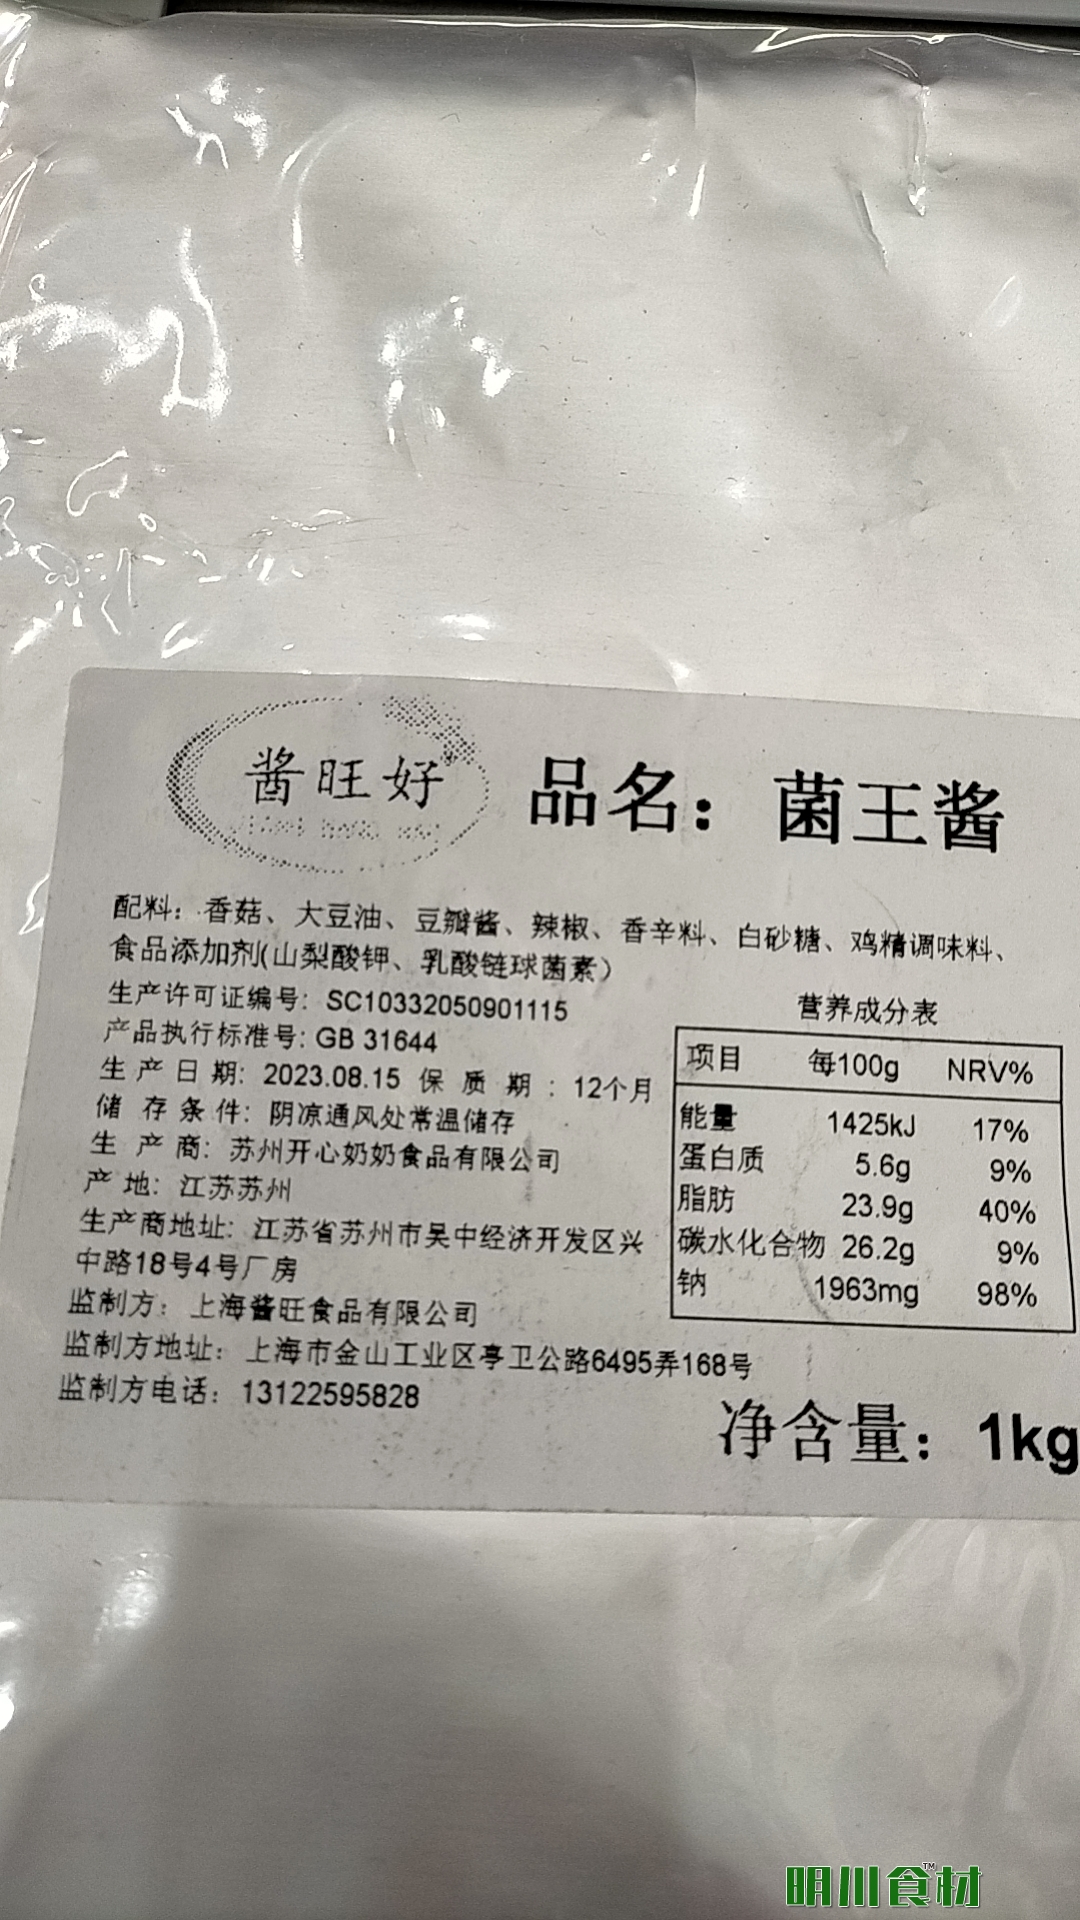 酱旺好
品名：菌王酱
配料：香菇、大豆油、豆瓣酱、辣椒、香辛料、白砂糖、鸡精调味料、
食品添加剂(山梨酸钾、乳酸链球菌素）
生产许可证编号：SC10332050901115
产品执行标准号：GB 31644
生产日期：2023.08.15 保质期：12个月
储存条件：阴凉通风处常温储存
生产商：苏州开心奶奶食品有限公司
产地：江苏苏州
生产商地址：江苏省苏州市吴中经济开发区兴
中路18号4号厂房
监制方：上海酱旺食品有限公司
监制方地址：上海市金山工业区亭卫公路6495弄168号
监制方电话：13122595828
营养成分表
项目 每100g NRV%
能量 1425kJ 17%
蛋白质 5.6g 9%
脂肪 23.9g 40%
碳水化合物 26.2g 9%
钠 1963mg 98%
净含量：1kg
明川食材™